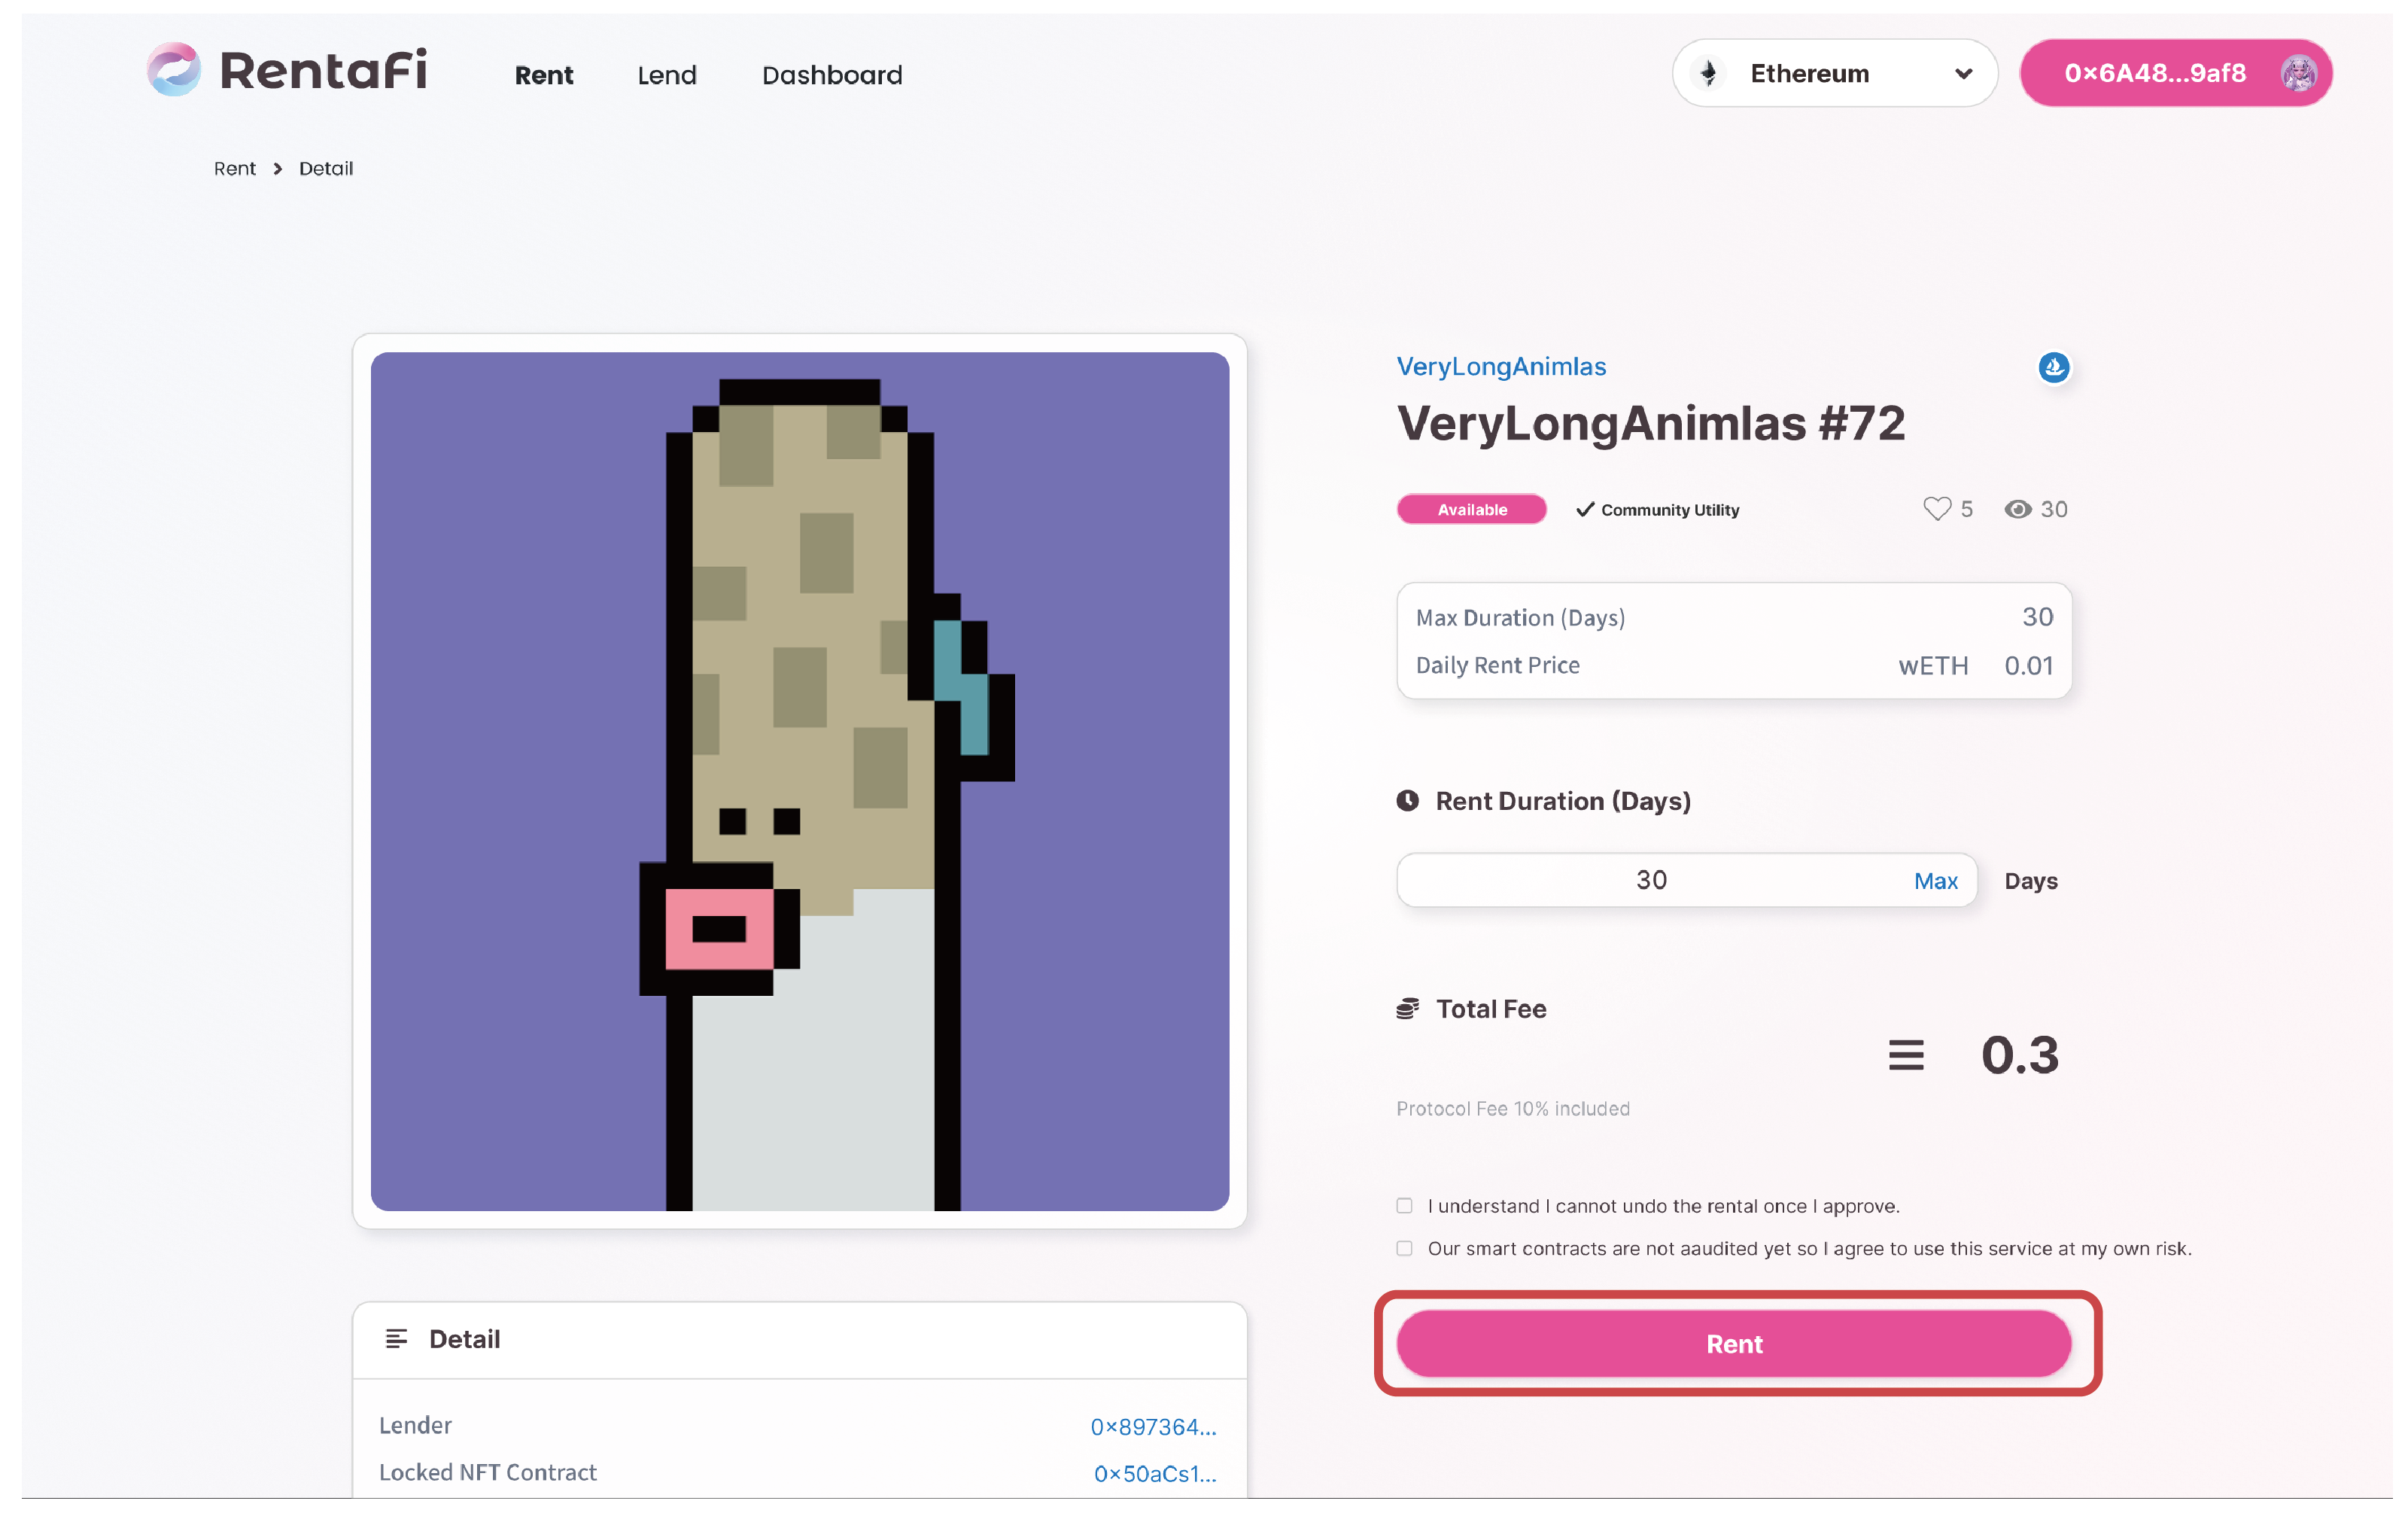 RentaFi
Rent Lend Dashboard
Ethereum
0×6A48...9af8
Rent > Detail
VeryLongAnimlas
VeryLongAnimlas #72
Available
Community Utility
5
30
Max Duration (Days) 30
Daily Rent Price wETH 0.01
Rent Duration (Days)
30 Max Days
Total Fee
0.3
Protocol Fee 10% included
I understand I cannot undo the rental once I approve.
Our smart contracts are not aaudited yet so I agree to use this service at my own risk.
Rent
Detail
Lender 0×897364...
Locked NFT Contract 0×50aCs1...